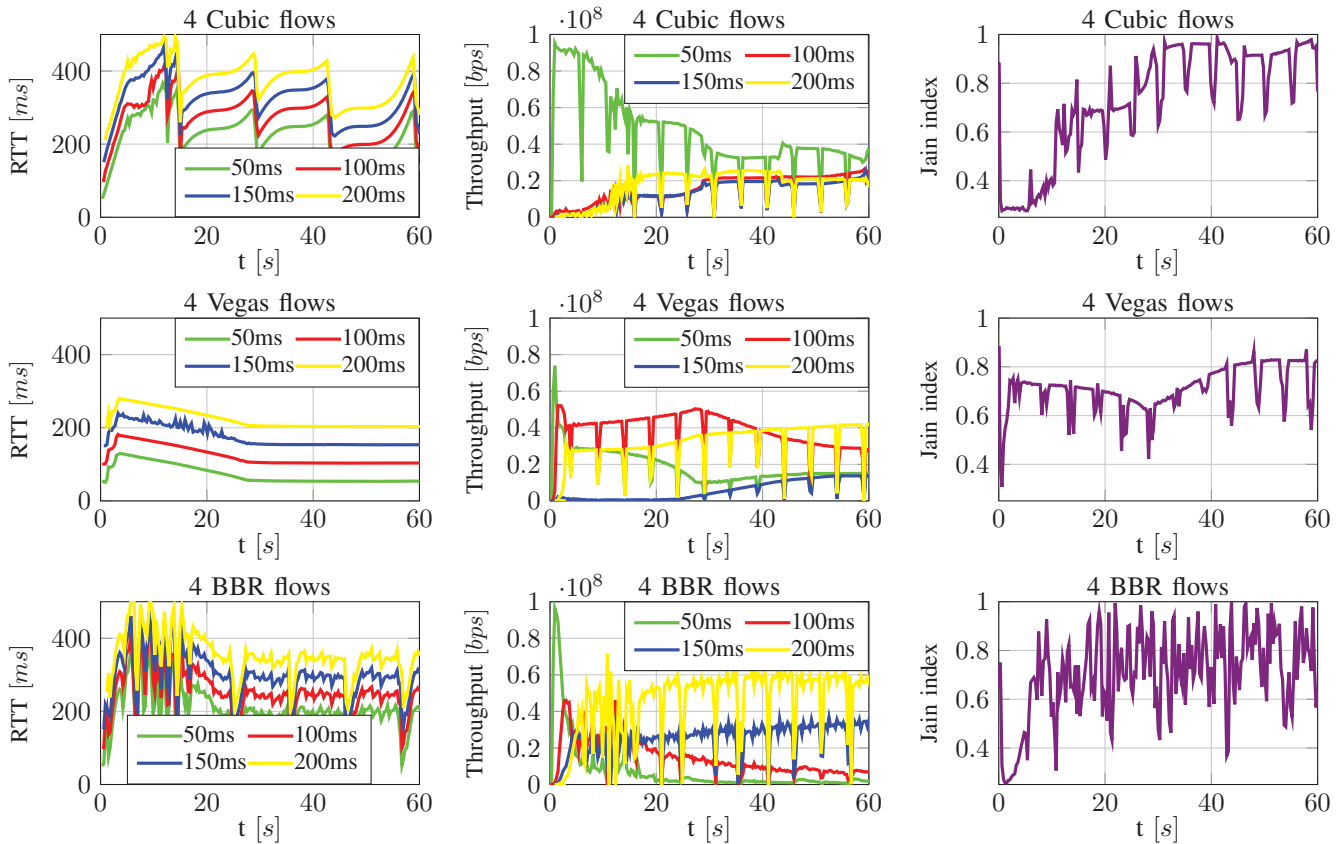 4 Cubic flows
RTT [ms]
400
200
0
50ms 100ms
150ms 200ms
0 20 40 60
t [s]
4 Cubic flows
·10^8
Throughput [bps]
1
0.8
0.6
0.4
0.2
0
50ms 100ms
150ms 200ms
0 20 40 60
t [s]
4 Cubic flows
Jain index
1
0.8
0.6
0.4
0 20 40 60
t [s]
4 Vegas flows
RTT [ms]
400
200
0
50ms 100ms
150ms 200ms
0 20 40 60
t [s]
4 Vegas flows
·10^8
Throughput [bps]
1
0.8
0.6
0.4
0.2
0
50ms 100ms
150ms 200ms
0 20 40 60
t [s]
4 Vegas flows
Jain index
1
0.8
0.6
0.4
0 20 40 60
t [s]
4 BBR flows
RTT [ms]
400
200
0
50ms 100ms
150ms 200ms
0 20 40 60
t [s]
4 BBR flows
·10^8
Throughput [bps]
1
0.8
0.6
0.4
0.2
0
50ms 100ms
150ms 200ms
0 20 40 60
t [s]
4 BBR flows
Jain index
1
0.8
0.6
0.4
0 20 40 60
t [s]